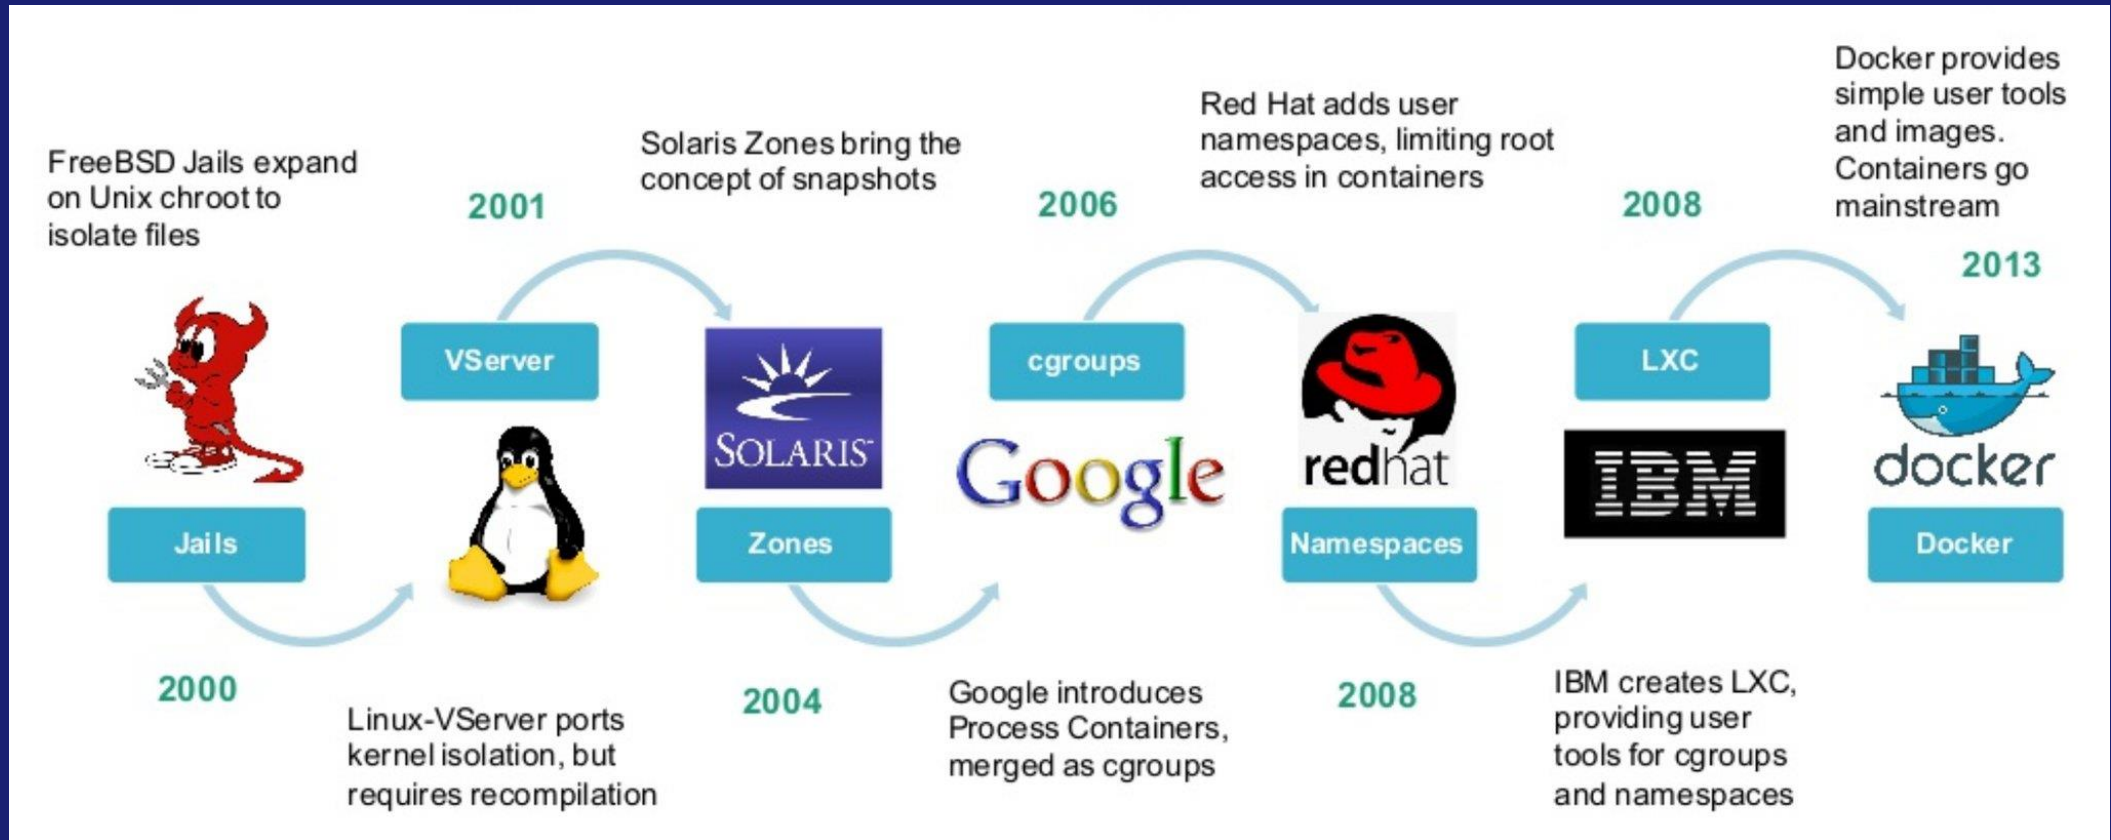 FreeBSD Jails expand
on Unix chroot to
isolate files
Jails
2000
2001
VServer
Linux-VServer ports
kernel isolation, but
requires recompilation
Solaris Zones bring the
concept of snapshots
SOLARIS
Zones
2004
2006
cgroups
Google
Google introduces
Process Containers,
merged as cgroups
Red Hat adds user
namespaces, limiting root
access in containers
redhat
Namespaces
2008
2008
LXC
IBM
IBM creates LXC,
providing user
tools for cgroups
and namespaces
Docker provides
simple user tools
and images.
Containers go
mainstream
2013
docker
Docker